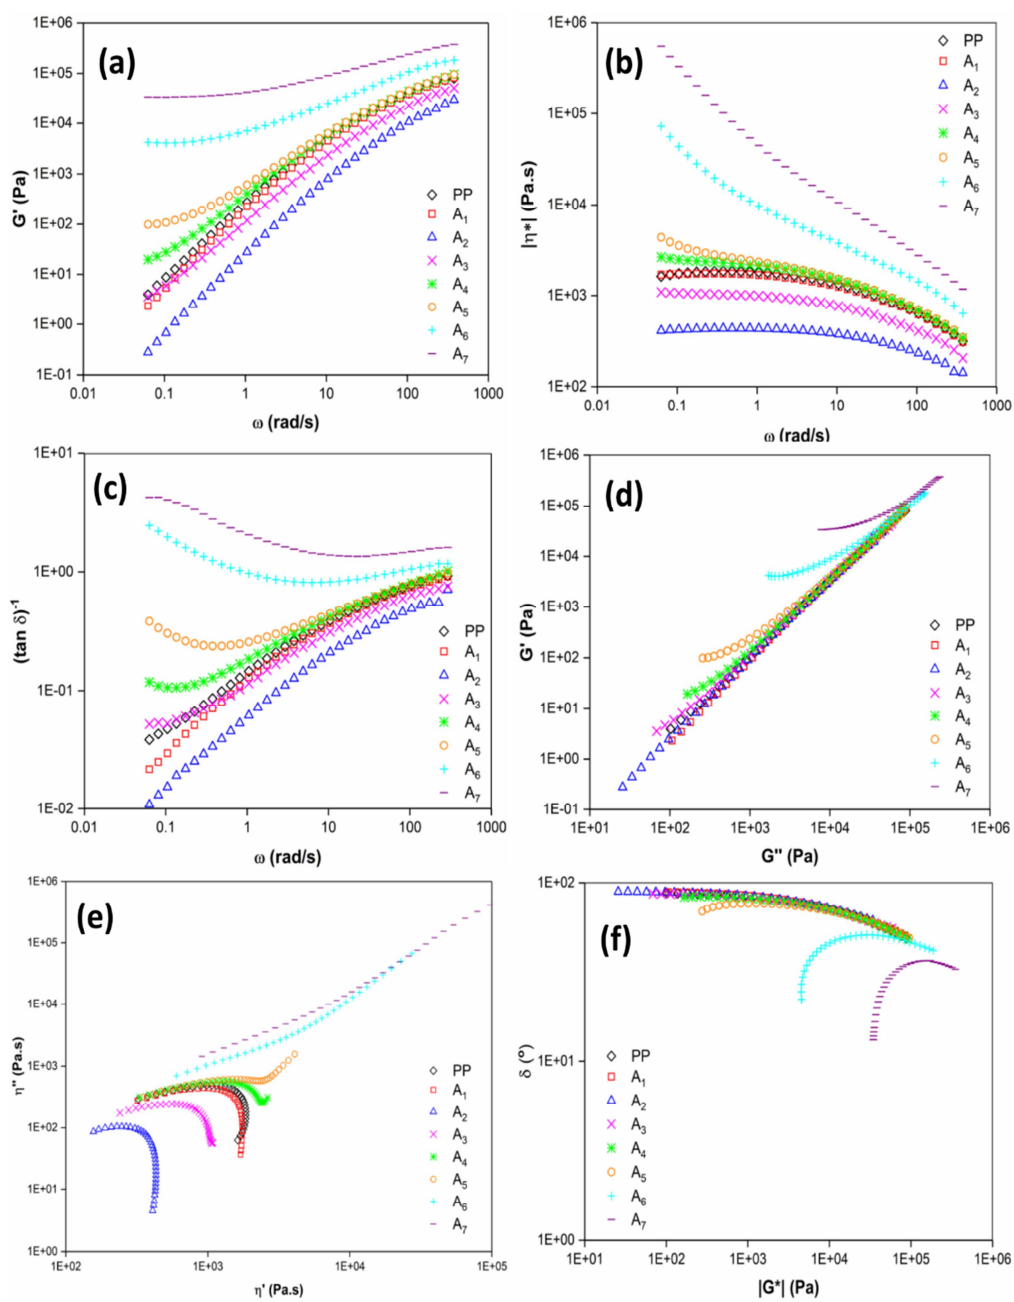 (a)
G' (Pa)
1E+06
1E+05
1E+04
1E+03
1E+02
1E+01
1E+00
1E-01
0.01 0.1 1 10 100 1000
ω (rad/s)
PP
A1
A2
A3
A4
A5
A6
A7
(b)
|η*| (Pa.s)
1E+06
1E+05
1E+04
1E+03
1E+02
0.01 0.1 1 10 100 1000
ω (rad/s)
PP
A1
A2
A3
A4
A5
A6
A7
(c)
(tan δ)-1
1E+01
1E+00
1E-01
1E-02
0.01 0.1 1 10 100 1000
ω (rad/s)
PP
A1
A2
A3
A4
A5
A6
A7
(d)
G' (Pa)
1E+06
1E+05
1E+04
1E+03
1E+02
1E+01
1E+00
1E-01
1E+01 1E+02 1E+03 1E+04 1E+05 1E+06
G'' (Pa)
PP
A1
A2
A3
A4
A5
A6
A7
(e)
η'' (Pa.s)
1E+06
1E+05
1E+04
1E+03
1E+02
1E+01
1E+00
1E+02 1E+03 1E+04 1E+05
η' (Pa.s)
PP
A1
A2
A3
A4
A5
A6
A7
(f)
δ (º)
1E+02
1E+01
1E+00
1E+01 1E+02 1E+03 1E+04 1E+05 1E+06
|G*| (Pa)
PP
A1
A2
A3
A4
A5
A6
A7